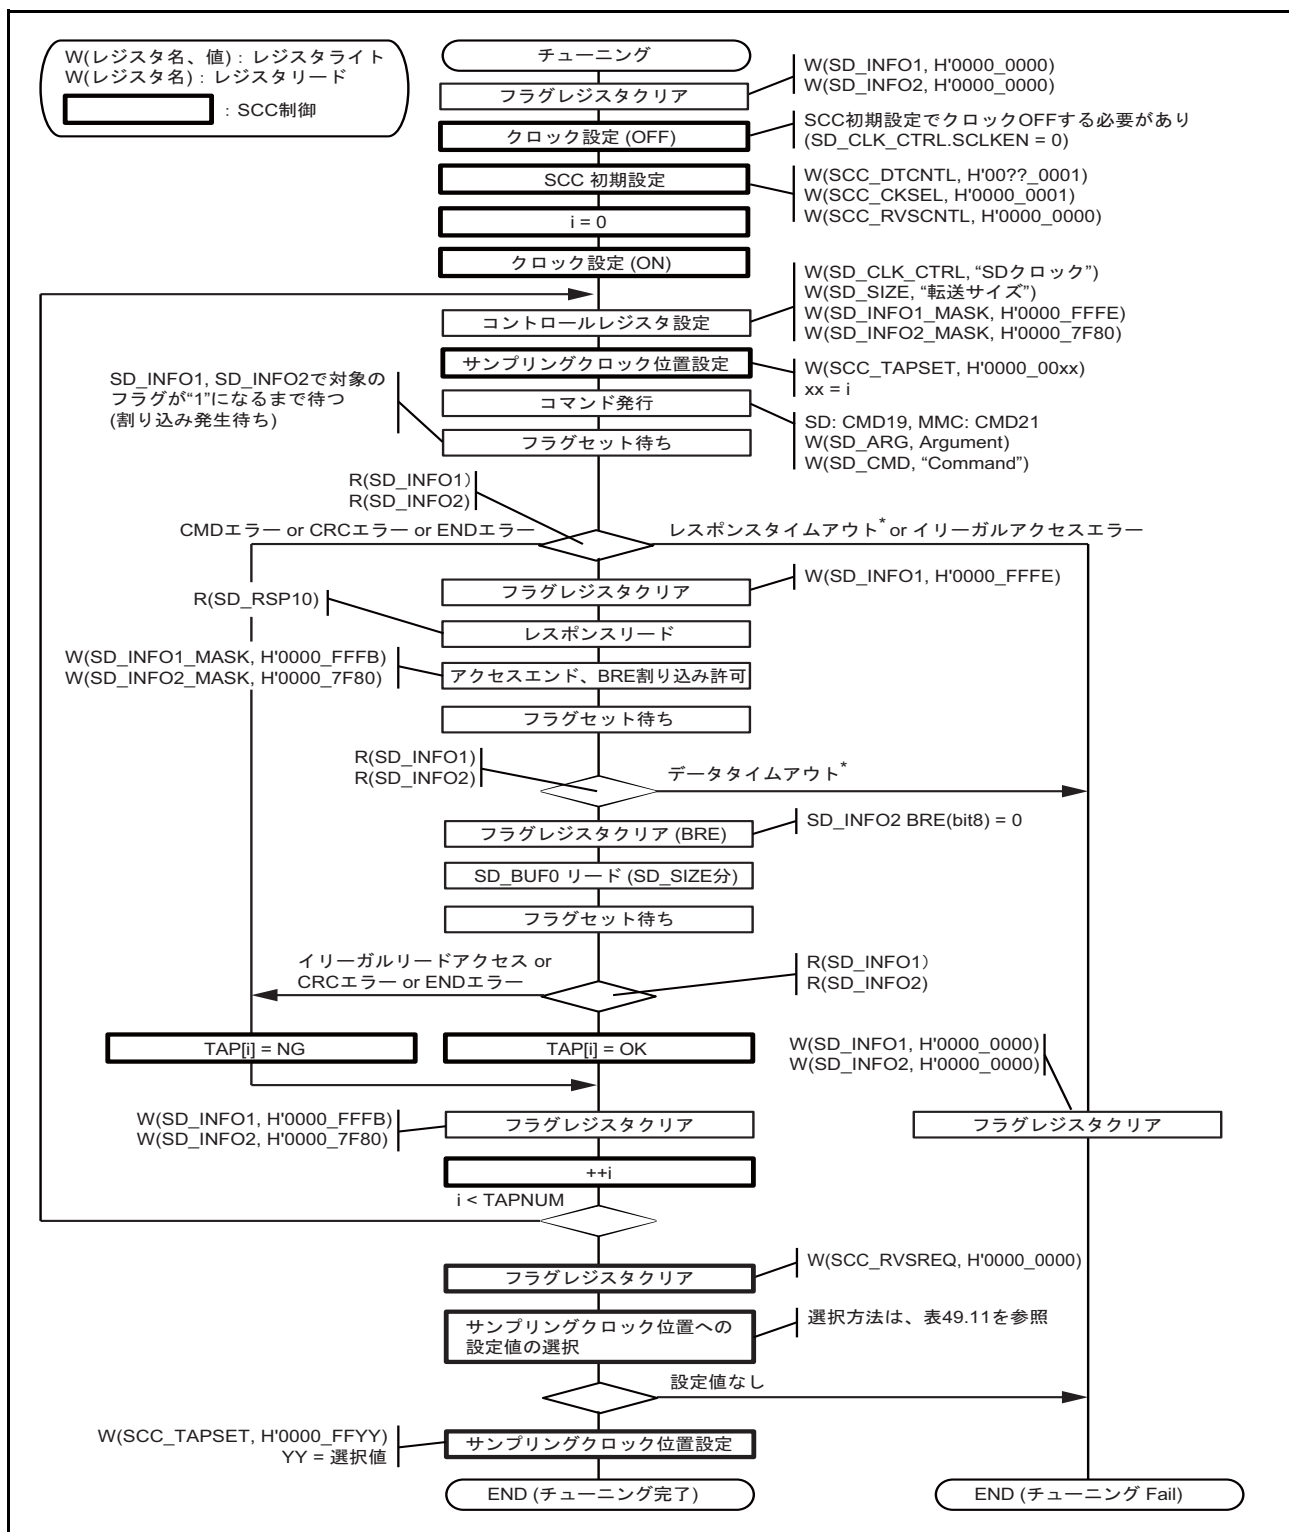 W(レジスタ名、値) : レジスタライト
W(レジスタ名) : レジスタリード
: SCC制御
チューニング
W(SD_INFO1, H'0000_0000)
W(SD_INFO2, H'0000_0000)
フラグレジスタクリア
クロック設定 (OFF)
SCC初期設定でクロックOFFする必要があり
(SD_CLK_CTRL.SCLKEN = 0)
SCC 初期設定
W(SCC_DTCNTL, H'00??_0001)
W(SCC_CKSEL, H'0000_0001)
W(SCC_RVSCNTL, H'0000_0000)
i = 0
クロック設定 (ON)
W(SD_CLK_CTRL, “SDクロック”)
W(SD_SIZE, “転送サイズ”)
W(SD_INFO1_MASK, H'0000_FFFE)
W(SD_INFO2_MASK, H'0000_7F80)
コントロールレジスタ設定
サンプリングクロック位置設定
W(SCC_TAPSET, H'0000_00xx)
xx = i
SD_INFO1, SD_INFO2で対象の
フラグが“1”になるまで待つ
(割り込み発生待ち)
コマンド発行
SD: CMD19, MMC: CMD21
W(SD_ARG, Argument)
W(SD_CMD, “Command”)
フラグセット待ち
R(SD_INFO1)
R(SD_INFO2)
CMDエラー or CRCエラー or ENDエラー
レスポンスタイムアウト* or イリーガルアクセスエラー
フラグレジスタクリア
W(SD_INFO1, H'0000_FFFE)
R(SD_RSP10)
レスポンスリード
W(SD_INFO1_MASK, H'0000_FFFB)
W(SD_INFO2_MASK, H'0000_7F80)
アクセスエンド、BRE割り込み許可
フラグセット待ち
R(SD_INFO1)
R(SD_INFO2)
データタイムアウト*
フラグレジスタクリア (BRE)
SD_INFO2 BRE(bit8) = 0
SD_BUF0 リード (SD_SIZE分)
フラグセット待ち
イリーガルリードアクセス or
CRCエラー or ENDエラー
R(SD_INFO1)
R(SD_INFO2)
TAP[i] = NG
TAP[i] = OK
W(SD_INFO1, H'0000_0000)
W(SD_INFO2, H'0000_0000)
W(SD_INFO1, H'0000_FFFB)
W(SD_INFO2, H'0000_7F80)
フラグレジスタクリア
フラグレジスタクリア
++i
i < TAPNUM
フラグレジスタクリア
W(SCC_RVSREQ, H'0000_0000)
サンプリングクロック位置への
設定値の選択
選択方法は、表49.11を参照
設定値なし
W(SCC_TAPSET, H'0000_FFYY)
YY = 選択値
サンプリングクロック位置設定
END (チューニング完了)
END (チューニング Fail)